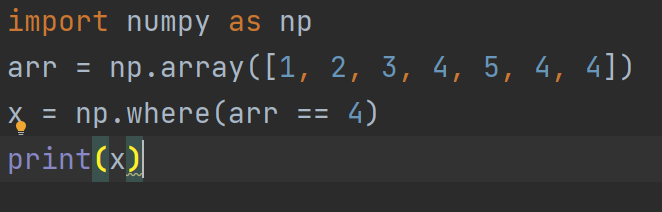 import numpy as np
arr = np.array([1, 2, 3, 4, 5, 4, 4])
x = np.where(arr == 4)
print(x)